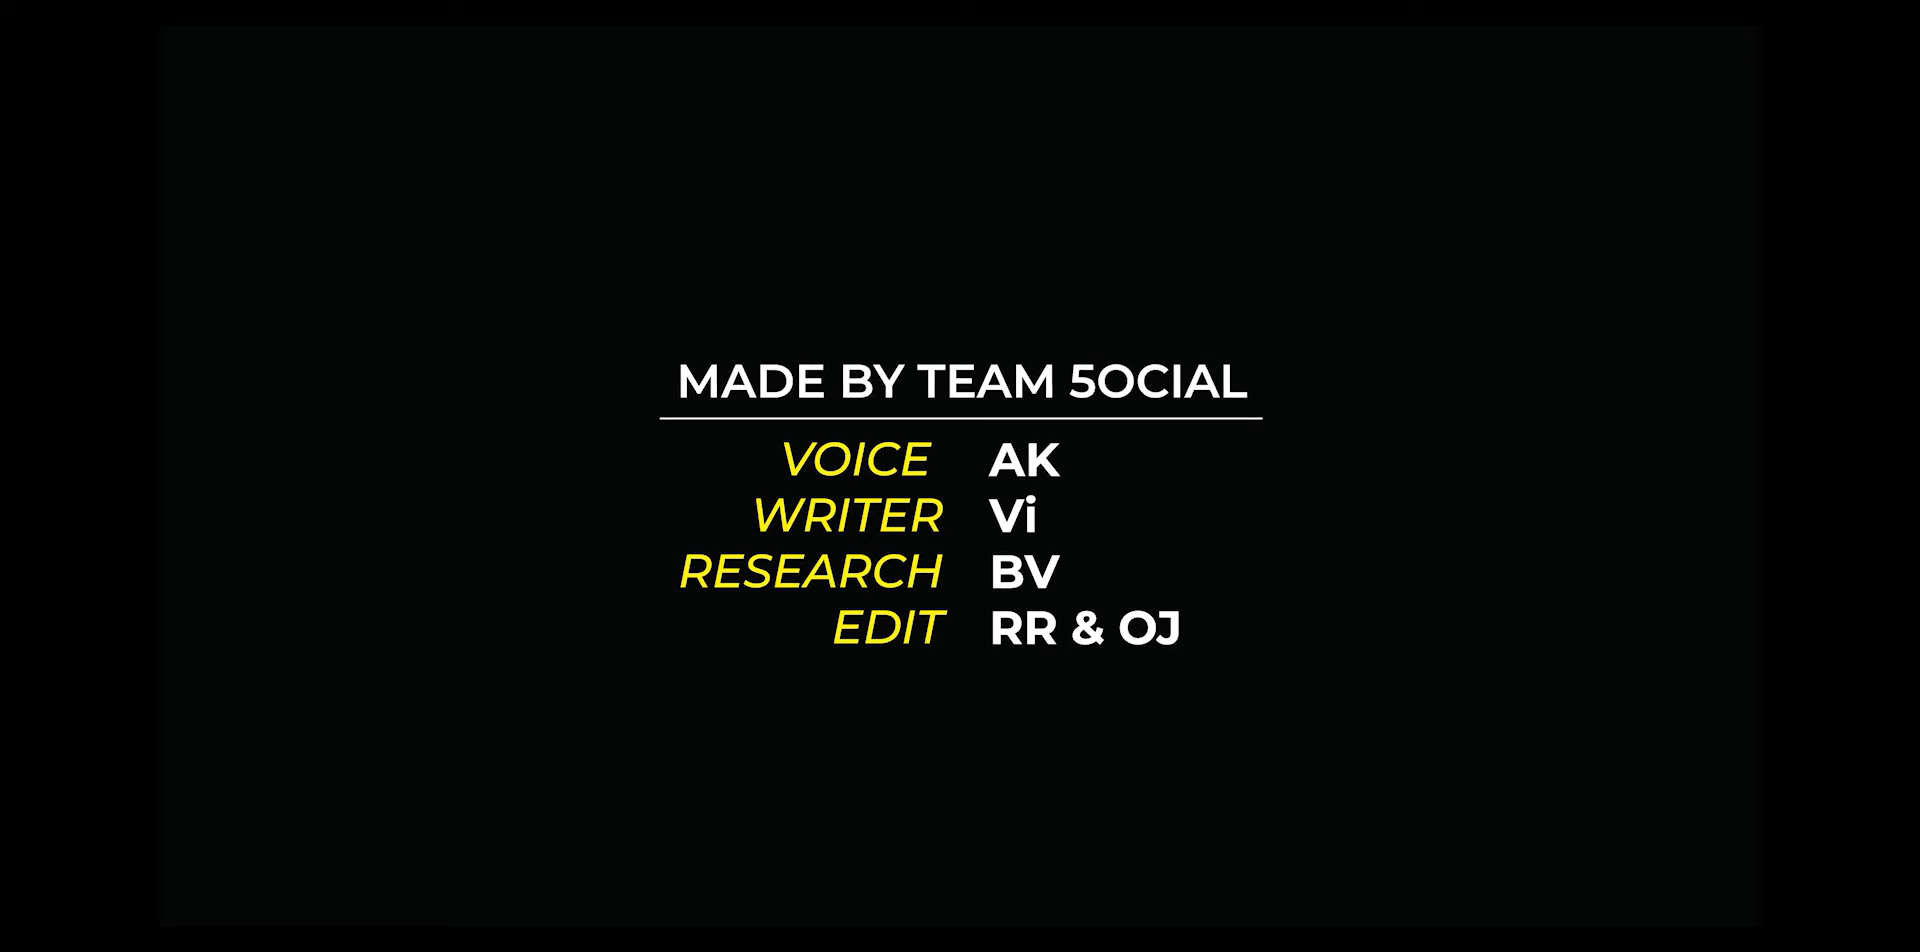 MADE BY TEAM 5OCIAL
VOICE AK
WRITER Vi
RESEARCH BV
EDIT RR & OJ